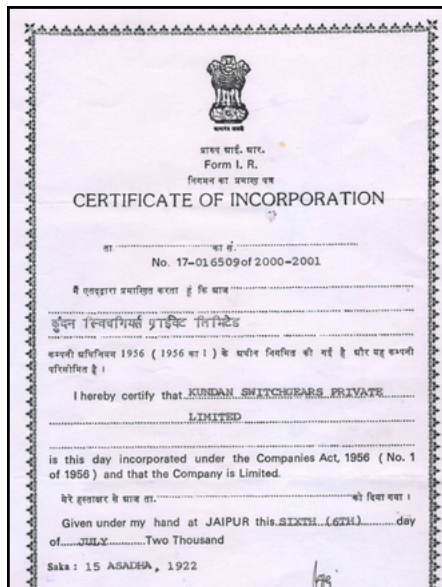 सत्यमेव जयते
प्रारूप आई. आर.
Form I. R.
निगमन का प्रमाण पत्र
CERTIFICATE OF INCORPORATION
ता ............ का सं. ............
No. 17-016509 of 2000-2001
मैं एतद्द्वारा प्रमाणित करता हूं कि आज ............
कुंदन स्विचगियर्स प्राईवेट लिमिटेड
कम्पनी अधिनियम 1956 ( 1956 का 1 ) के अधीन निगमित की गई है और यह कम्पनी
परिसीमित है ।
I hereby certify that KUNDAN SWITCHGEARS PRIVATE
LIMITED
is this day incorporated under the Companies Act, 1956 ( No. 1
of 1956 ) and that the Company is Limited.
मेरे हस्ताक्षर से आज ता. ............ को दिया गया ।
Given under my hand at JAIPUR this SIXTH (6TH) day
of JULY Two Thousand
Saka : 15 ASADHA, 1922